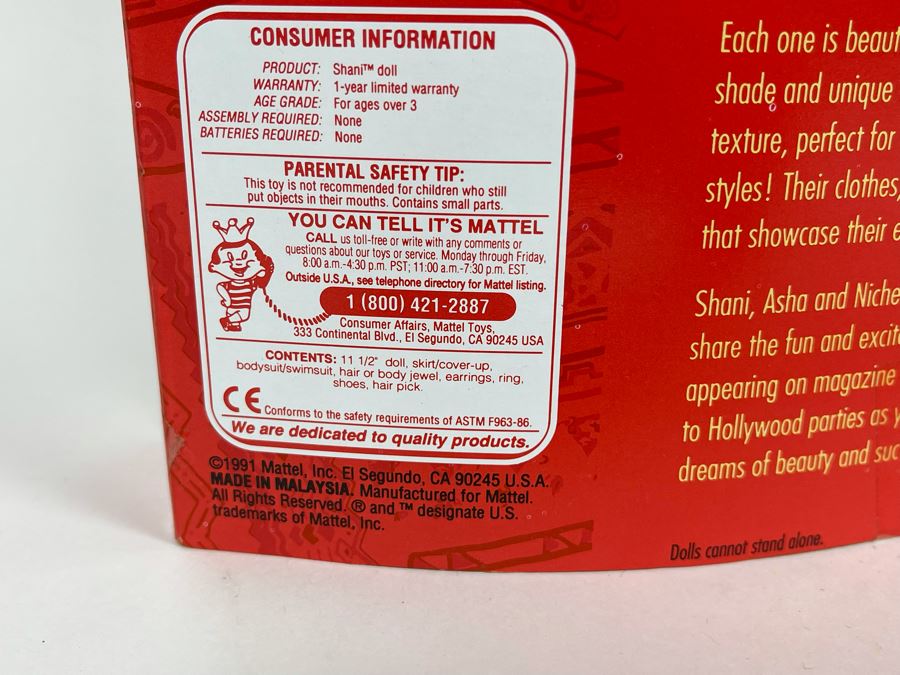 CONSUMER INFORMATION
PRODUCT: Shani™ doll
WARRANTY: 1-year limited warranty
AGE GRADE: For ages over 3
ASSEMBLY REQUIRED: None
BATTERIES REQUIRED: None
PARENTAL SAFETY TIP:
This toy is not recommended for children who still
put objects in their mouths. Contains small parts.
YOU CAN TELL IT'S MATTEL
CALL us toll-free or write with any comments or
questions about our toys or service. Monday through Friday,
8:00 a.m.-4:30 p.m. PST; 11:00 a.m.-7:30 p.m. EST.
Outside U.S.A., see telephone directory for Mattel listing.
1 (800) 421-2887
Consumer Affairs, Mattel Toys,
333 Continental Blvd., El Segundo, CA 90245 USA
CONTENTS: 11 1/2" doll, skirt/cover-up,
bodysuit/swimsuit, hair or body jewel, earrings, ring,
shoes, hair pick.
CE Conforms to the safety requirements of ASTM F963-86.
We are dedicated to quality products.
©1991 Mattel, Inc. El Segundo, CA 90245 U.S.A.
MADE IN MALAYSIA. Manufactured for Mattel.
All Rights Reserved. ® and ™ designate U.S.
trademarks of Mattel, Inc.
Each one is beaut
shade and unique
texture, perfect for
styles! Their clothes,
that showcase their e
Shani, Asha and Niche
share the fun and excit
appearing on magazine
to Hollywood parties as y
dreams of beauty and suc
Dolls cannot stand alone.